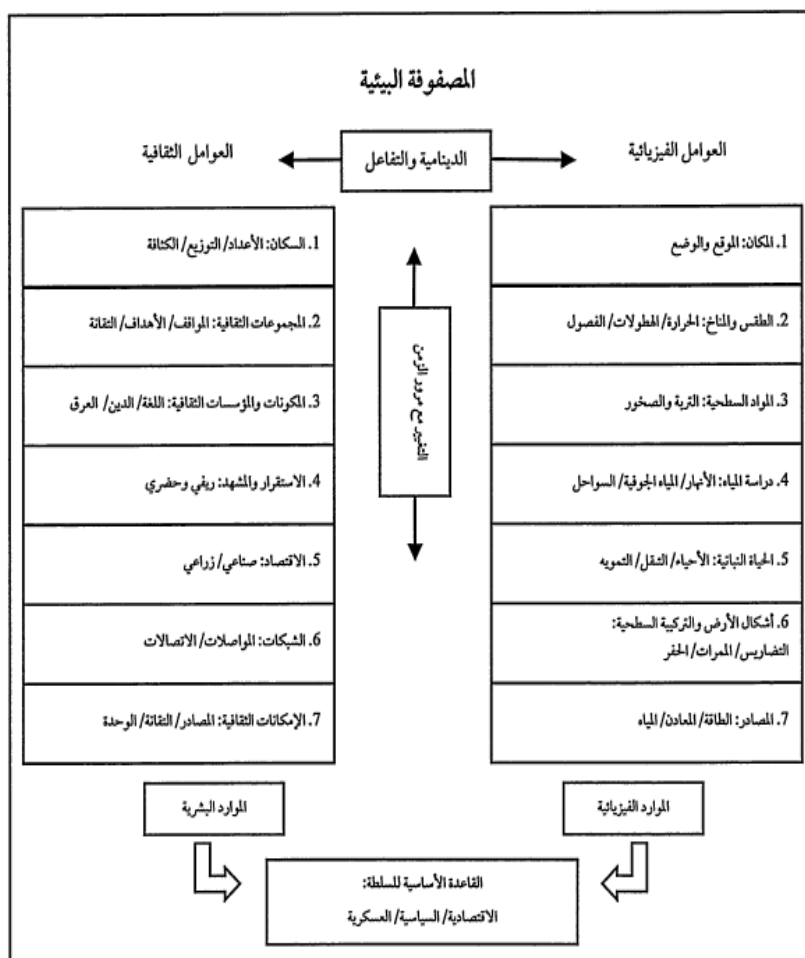 المصفوفة البيئية
العوامل الفيزيائية
الدينامية والتفاعل
العوامل الثقافية
1. المكان: الموقع والوضع
2. الطقس والمناخ: الحرارة/ الهطولات/ الفصول
3. المواد السطحية: التربة والصخور
4. دراسة المياه: الأنهار/ المياه الجوفية/ السواحل
5. الحياة النباتية: الأحياء/ التنقل/ التمويه
6. أشكال الأرض والتركيبة السطحية:
التضاريس/ الممرات/ الحفر
7. المصادر: الطاقة/ المعادن/ المياه
التغيير مع مرور الزمن
1. السكان: الأعداد/ التوزيع/ الكثافة
2. المجموعات الثقافية: المواقف/ الأهداف/ التقانة
3. المكونات والمؤسسات الثقافية: اللغة/ الدين/ العرق
4. الاستقرار والمشهد: ريفي وحضري
5. الاقتصاد: صناعي/ زراعي
6. الشبكات: المواصلات/ الاتصالات
7. الإمكانات الثقافية: المصادر/ التقانة/ الوحدة
الموارد الفيزيائية
الموارد البشرية
القاعدة الأساسية للسلطة:
الاقتصادية/ السياسية/ العسكرية